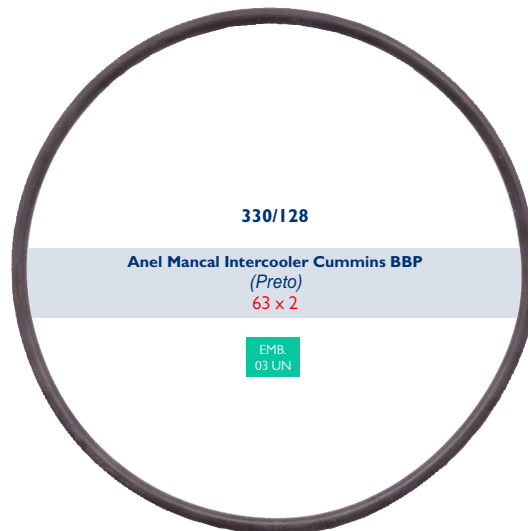 330/128
Anel Mancal Intercooler Cummins BBP
(Preto)
63 x 2
EMB.
03 UN